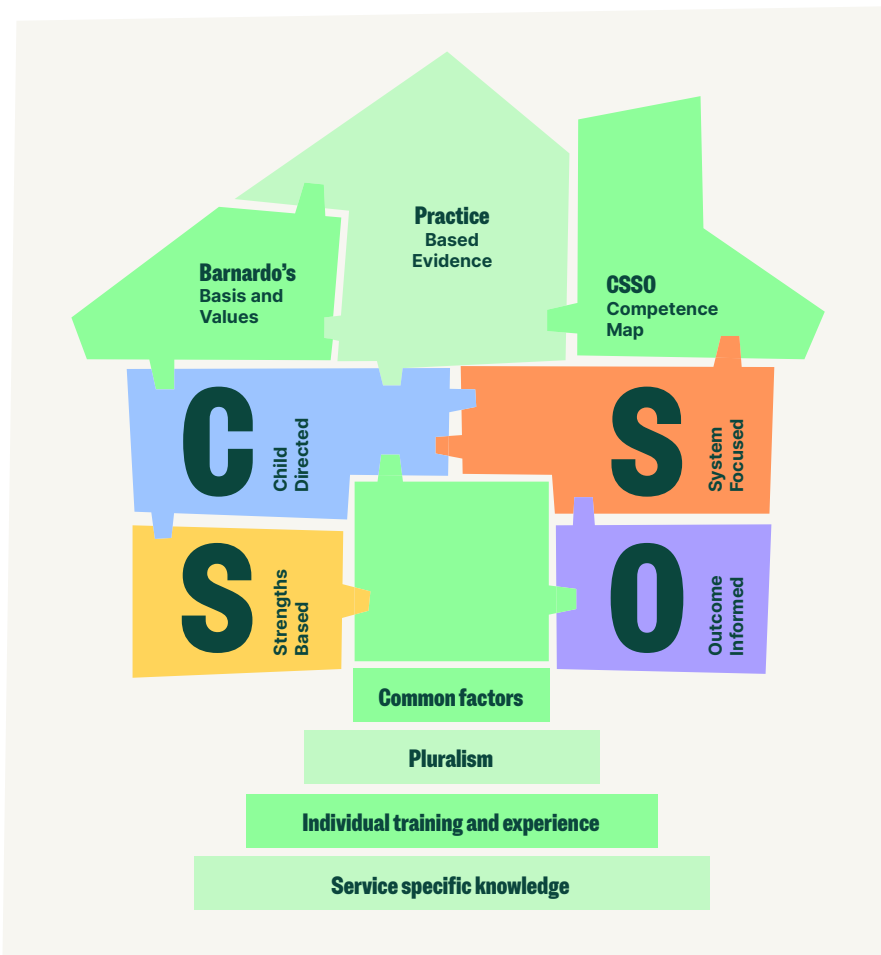 Practice
Based
Evidence
Barnardo’s
Basis and
Values
CSSO
Competence
Map
C
Child
Directed
S
System
Focused
S
Strengths
Based
O
Outcome
Informed
Common factors
Pluralism
Individual training and experience
Service specific knowledge